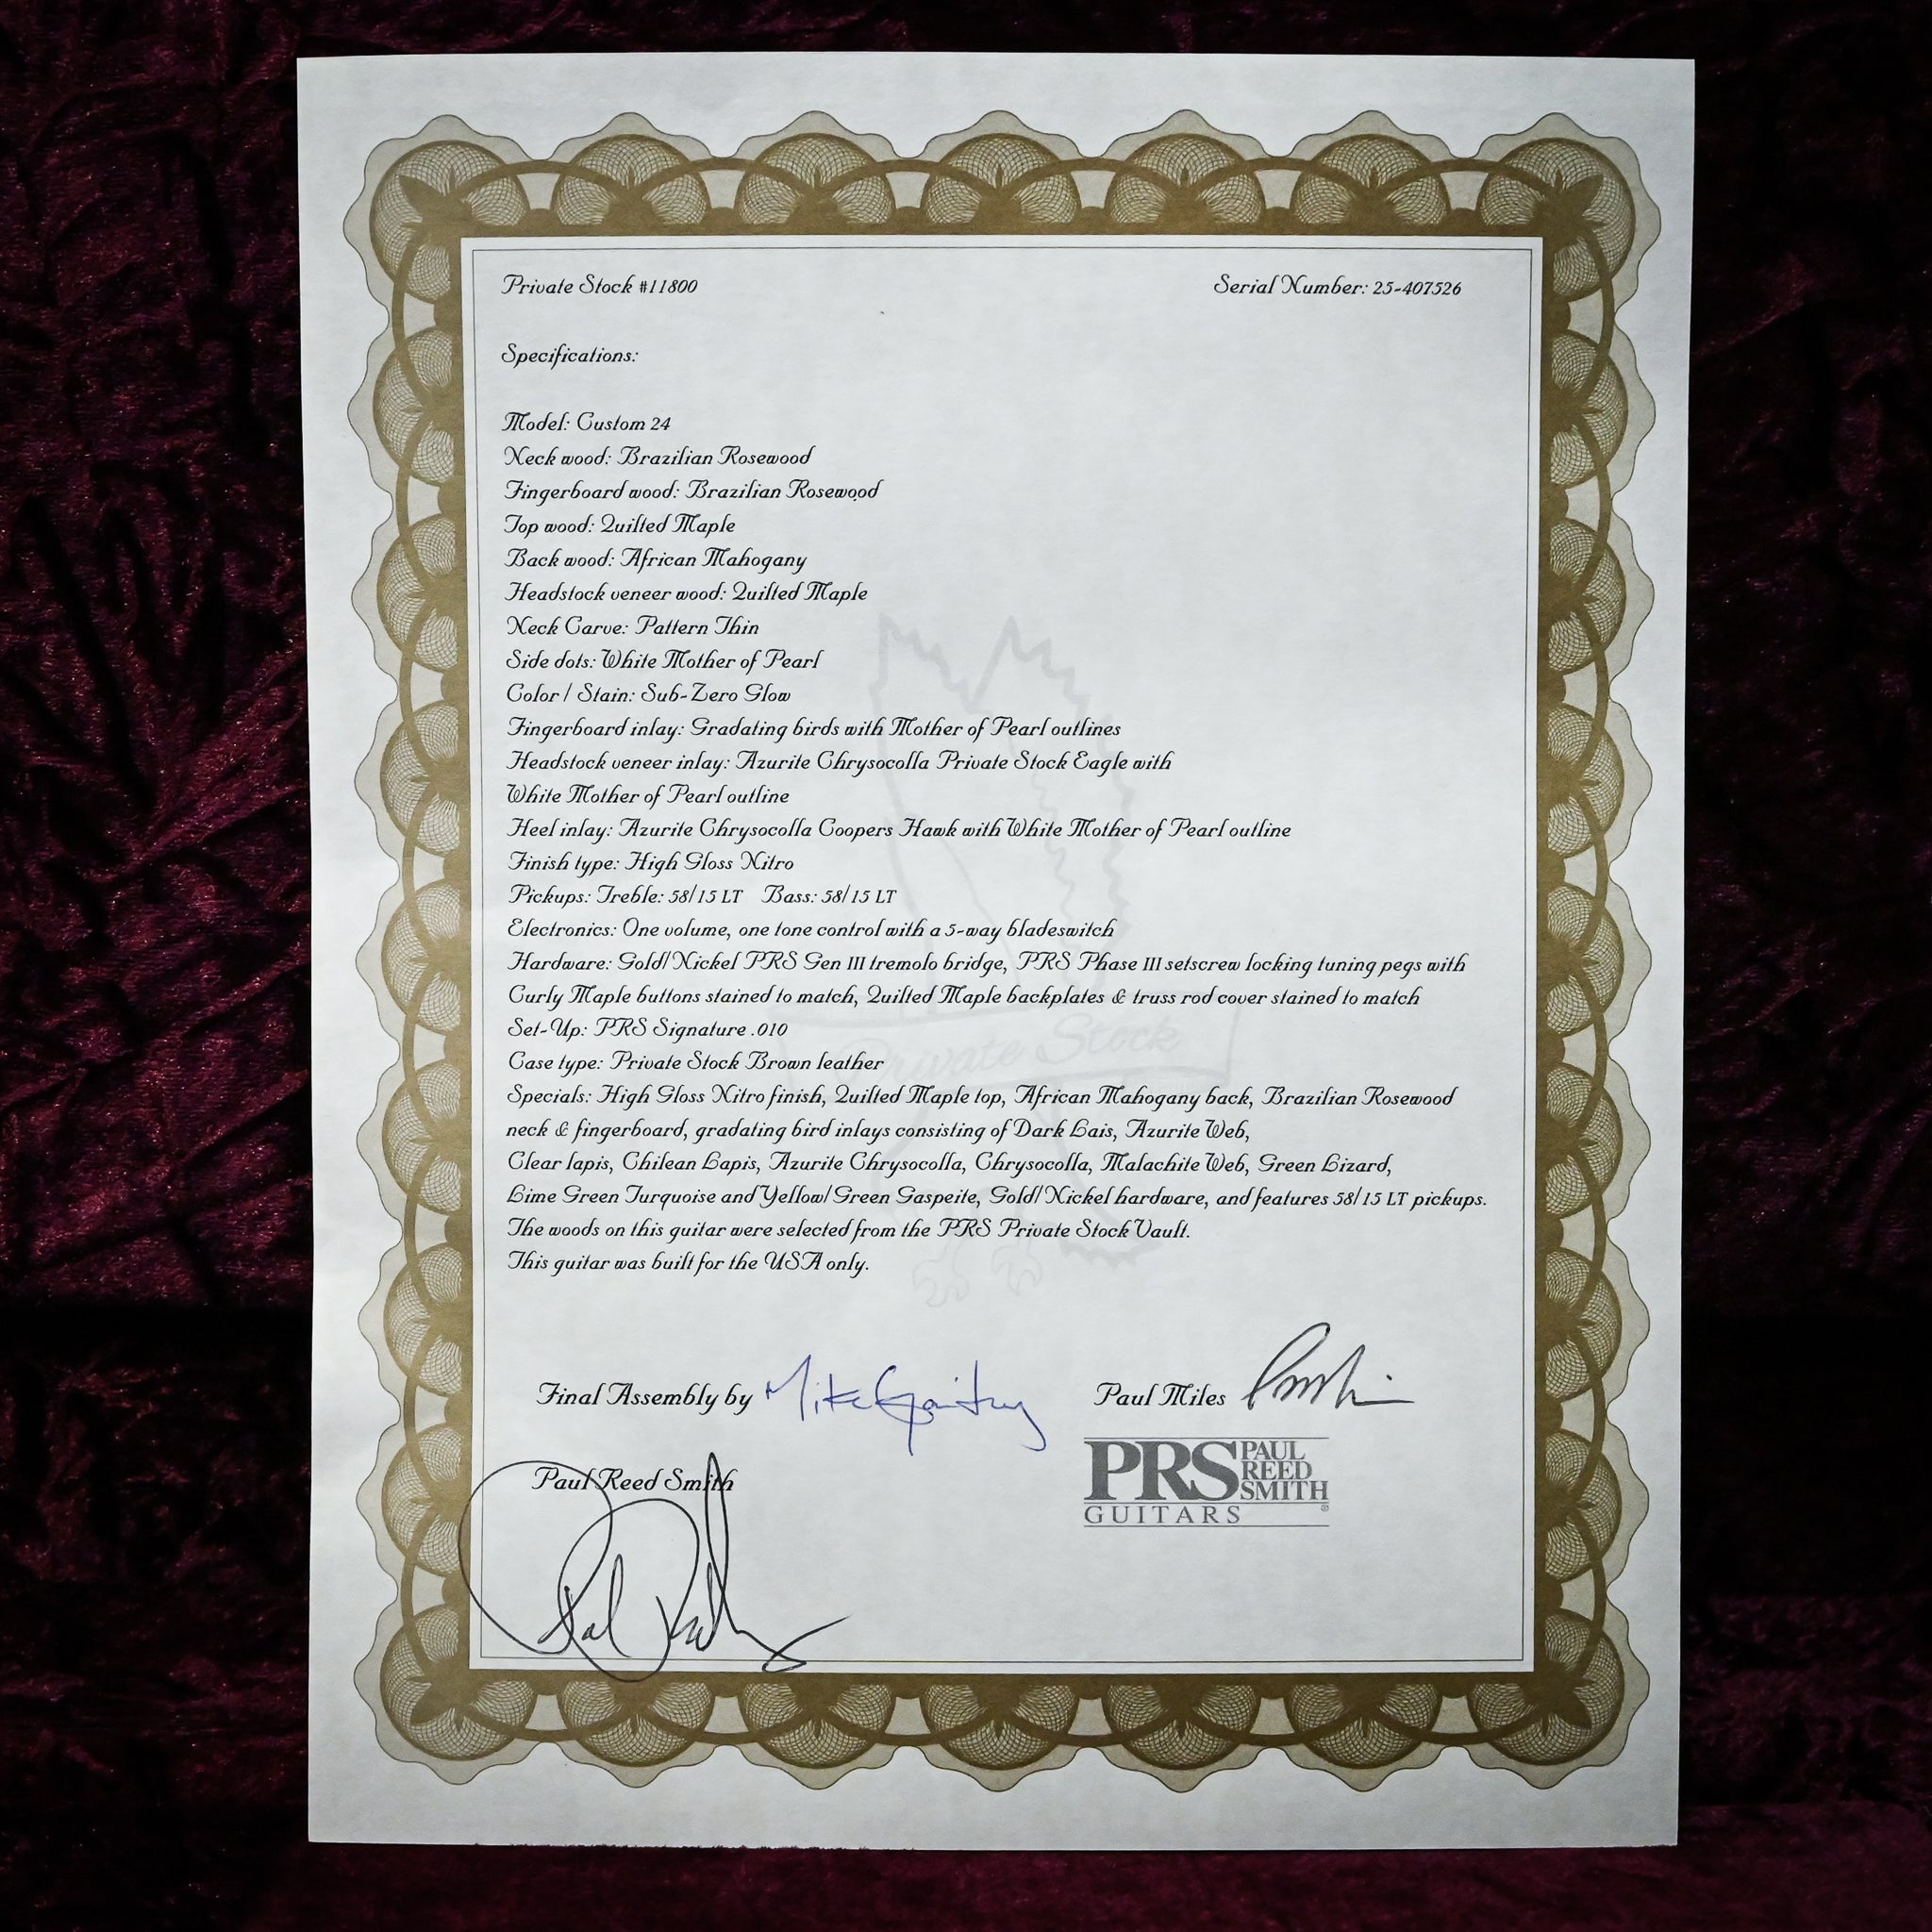 Private Stock #11800
Serial Number: 25-407526
Specifications:
Model: Custom 24
Neck wood: Brazilian Rosewood
Fingerboard wood: Brazilian Rosewood
Top wood: Quilted Maple
Back wood: African Mahogany
Headstock veneer wood: Quilted Maple
Neck Carve: Pattern Thin
Side dots: White Mother of Pearl
Color / Stain: Sub-Zero Glow
Fingerboard inlay: Gradating birds with Mother of Pearl outlines
Headstock veneer inlay: Azurite Chrysocolla Private Stock Eagle with
White Mother of Pearl outline
Heel inlay: Azurite Chrysocolla Coopers Hawk with White Mother of Pearl outline
Finish type: High Gloss Nitro
Pickups: Treble: 58/15 LT Bass: 58/15 LT
Electronics: One volume, one tone control with a 5-way bladeswitch
Hardware: Gold/Nickel PRS Gen III tremolo bridge, PRS Phase III setscrew locking tuning pegs with
Curly Maple buttons stained to match, Quilted Maple backplates & truss rod cover stained to match
Set-Up: PRS Signature .010
Private Stock
Case type: Private Stock Brown leather
Specials: High Gloss Nitro finish, Quilted Maple top, African Mahogany back, Brazilian Rosewood
neck & fingerboard, gradating bird inlays consisting of Dark Lais, Azurite Web,
Clear lapis, Chilean Lapis, Azurite Chrysocolla, Chrysocolla, Malachite Web, Green Lizard,
Lime Green Turquoise and Yellow/Green Gaspeite, Gold/Nickel hardware, and features 58/15 LT pickups.
The woods on this guitar were selected from the PRS Private Stock Vault.
This guitar was built for the USA only.
Final Assembly by Mike
Paul Miles
Paul Reed Smith
PRS PAUL
REED
SMITH
GUITARS ®